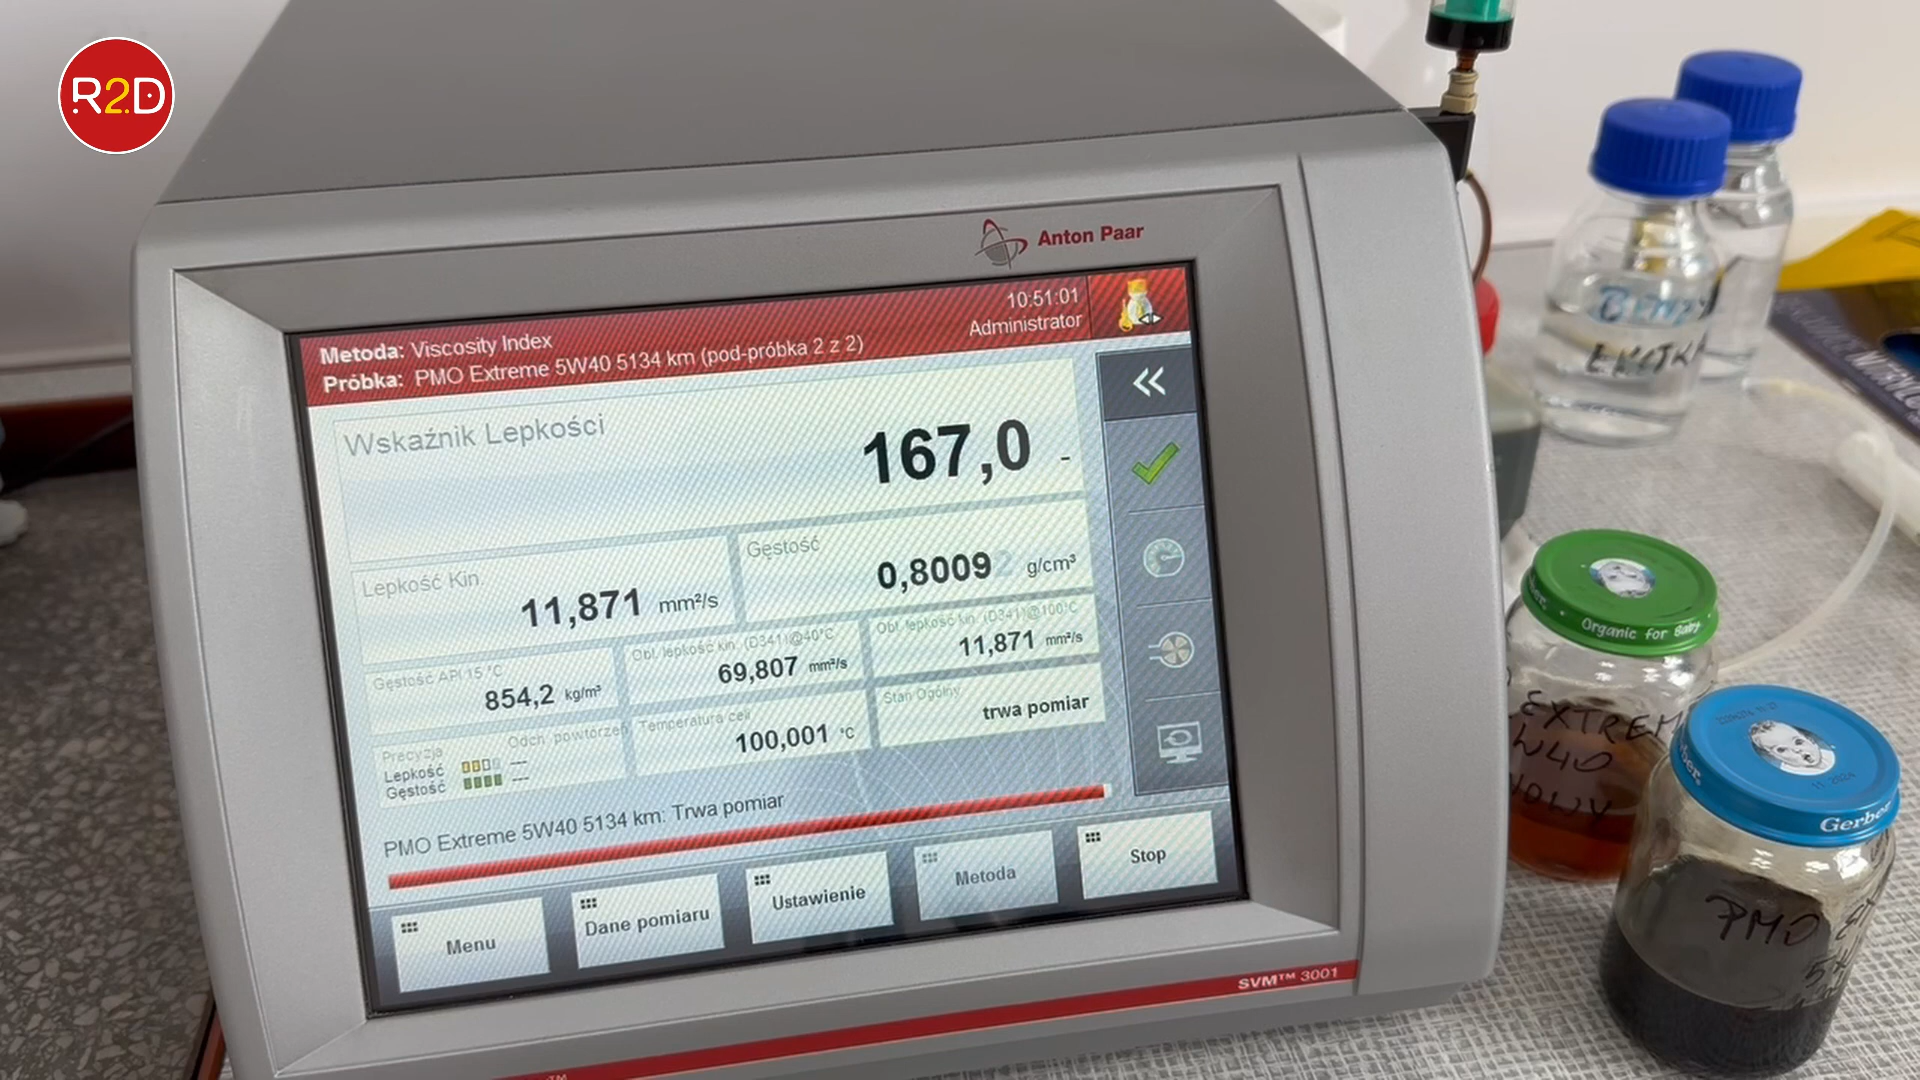 R2D
Anton Paar
10:51:01
Administrator
Metoda: Viscosity Index
Próbka: PMO Extreme 5W40 5134 km (pod-próbka 2 z 2)
Wskaźnik Lepkości
167,0 -
Lepkość Kin.
11,871 mm²/s
Gęstość
0,80092 g/cm³
Gęstość API 15 °C
854,2 kg/m³
Obl. lepkość kin. (D341)@40°C
69,807 mm²/s
Obl. lepkość kin. (D341)@100°C
11,871 mm²/s
Precyzja
Odch. powtórzeń
Lepkość ---
Gęstość ---
Temperatura celi
100,001 °C
Stan Ogólny
trwa pomiar
PMO Extreme 5W40 5134 km: Trwa pomiar
Menu
Dane pomiaru
Ustawienie
Metoda
Stop
SVM™ 3001
Organic for Baby
EXTREM
W40
Gerber
11.2024
PMO